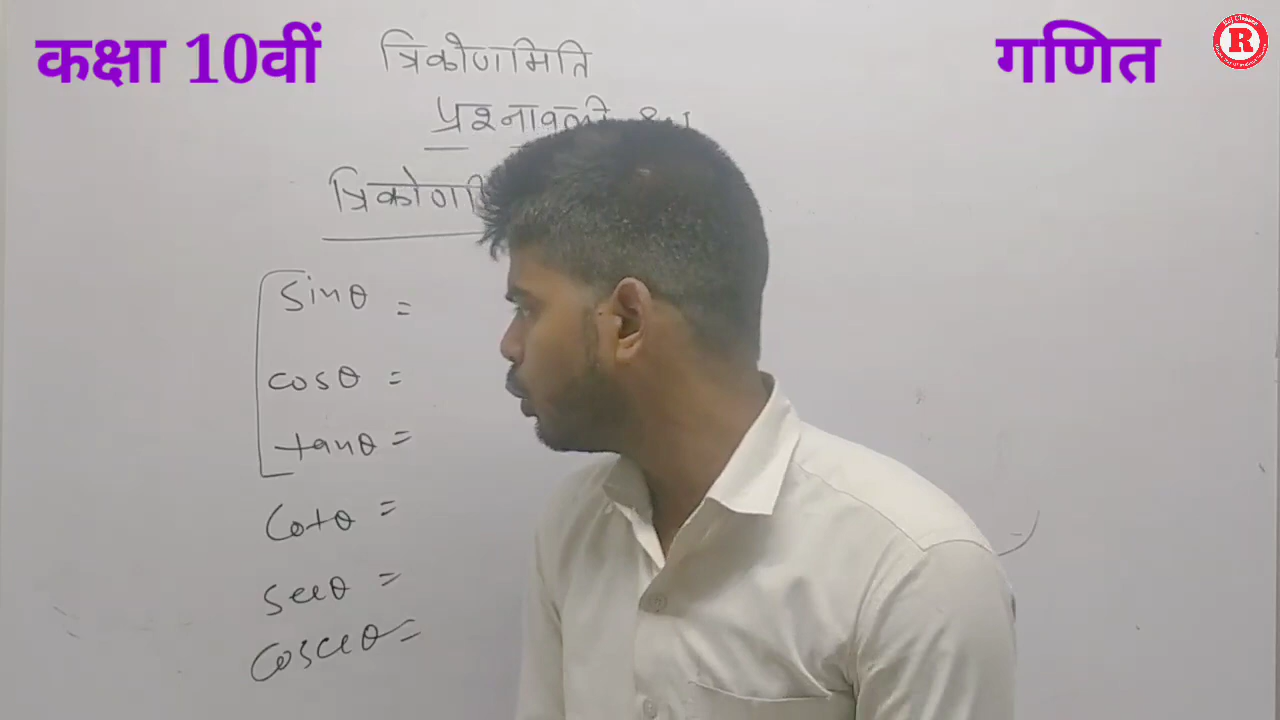 कक्षा 10वीं
गणित
R
त्रिकोणमिति
sinθ =
cosθ =
tanθ =
cotθ =
secθ =
cosecθ=